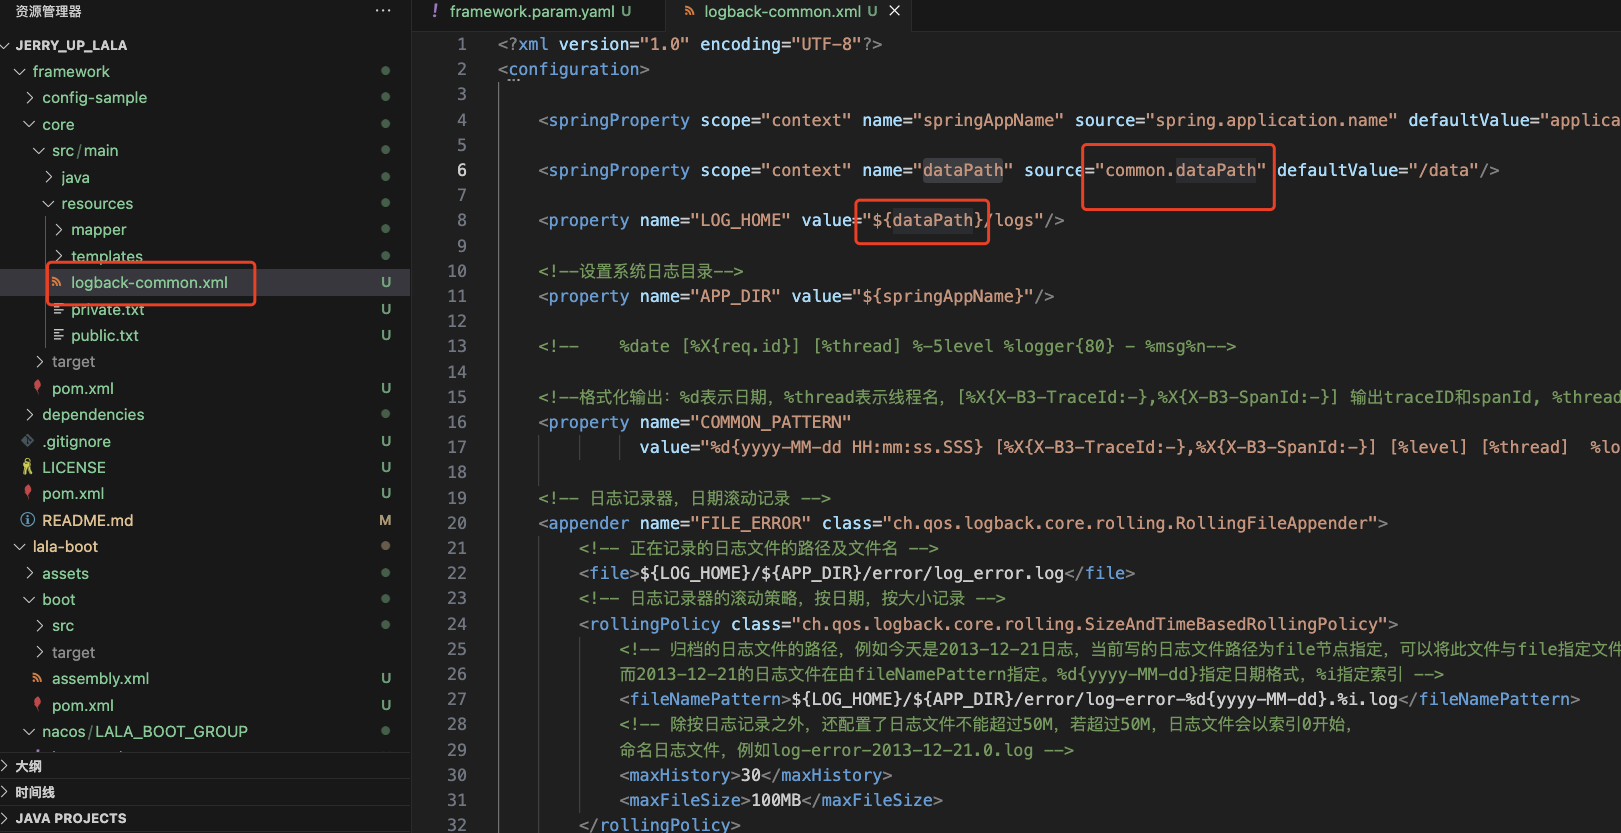 资源管理器
...
JERRY_UP_LALA
framework
config-sample
core
src/main
java
resources
mapper
templates
logback-common.xml U
private.txt U
public.txt U
target
pom.xml U
dependencies
.gitignore U
LICENSE U
pom.xml U
README.md M
lala-boot
assets
boot
src
target
assembly.xml U
pom.xml U
nacos/LALA_BOOT_GROUP
大纲
时间线
JAVA PROJECTS
! framework.param.yaml U
logback-common.xml U ×
1 <?xml version="1.0" encoding="UTF-8"?>
2 <configuration>
3
4 <springProperty scope="context" name="springAppName" source="spring.application.name" defaultValue="applica
5
6 <springProperty scope="context" name="dataPath" source="common.dataPath" defaultValue="/data"/>
7
8 <property name="LOG_HOME" value="${dataPath}/logs"/>
9
10 <!--设置系统日志目录-->
11 <property name="APP_DIR" value="${springAppName}"/>
12
13 <!-- %date [%X{req.id}] [%thread] %-5level %logger{80} - %msg%n-->
14
15 <!--格式化输出：%d表示日期，%thread表示线程名，[%X{X-B3-TraceId:-},%X{X-B3-SpanId:-}] 输出traceID和spanId, %thread
16 <property name="COMMON_PATTERN"
17 value="%d{yyyy-MM-dd HH:mm:ss.SSS} [%X{X-B3-TraceId:-},%X{X-B3-SpanId:-}] [%level] [%thread] %lo
18
19 <!-- 日志记录器，日期滚动记录 -->
20 <appender name="FILE_ERROR" class="ch.qos.logback.core.rolling.RollingFileAppender">
21 <!-- 正在记录的日志文件的路径及文件名 -->
22 <file>${LOG_HOME}/${APP_DIR}/error/log_error.log</file>
23 <!-- 日志记录器的滚动策略，按日期，按大小记录 -->
24 <rollingPolicy class="ch.qos.logback.core.rolling.SizeAndTimeBasedRollingPolicy">
25 <!-- 归档的日志文件的路径，例如今天是2013-12-21日志，当前写的日志文件路径为file节点指定，可以将此文件与file指定文件
26 而2013-12-21的日志文件在由fileNamePattern指定。%d{yyyy-MM-dd}指定日期格式，%i指定索引 -->
27 <fileNamePattern>${LOG_HOME}/${APP_DIR}/error/log-error-%d{yyyy-MM-dd}.%i.log</fileNamePattern>
28 <!-- 除按日志记录之外，还配置了日志文件不能超过50M，若超过50M，日志文件会以索引0开始，
29 命名日志文件，例如log-error-2013-12-21.0.log -->
30 <maxHistory>30</maxHistory>
31 <maxFileSize>100MB</maxFileSize>
32 </rollingPolicy>